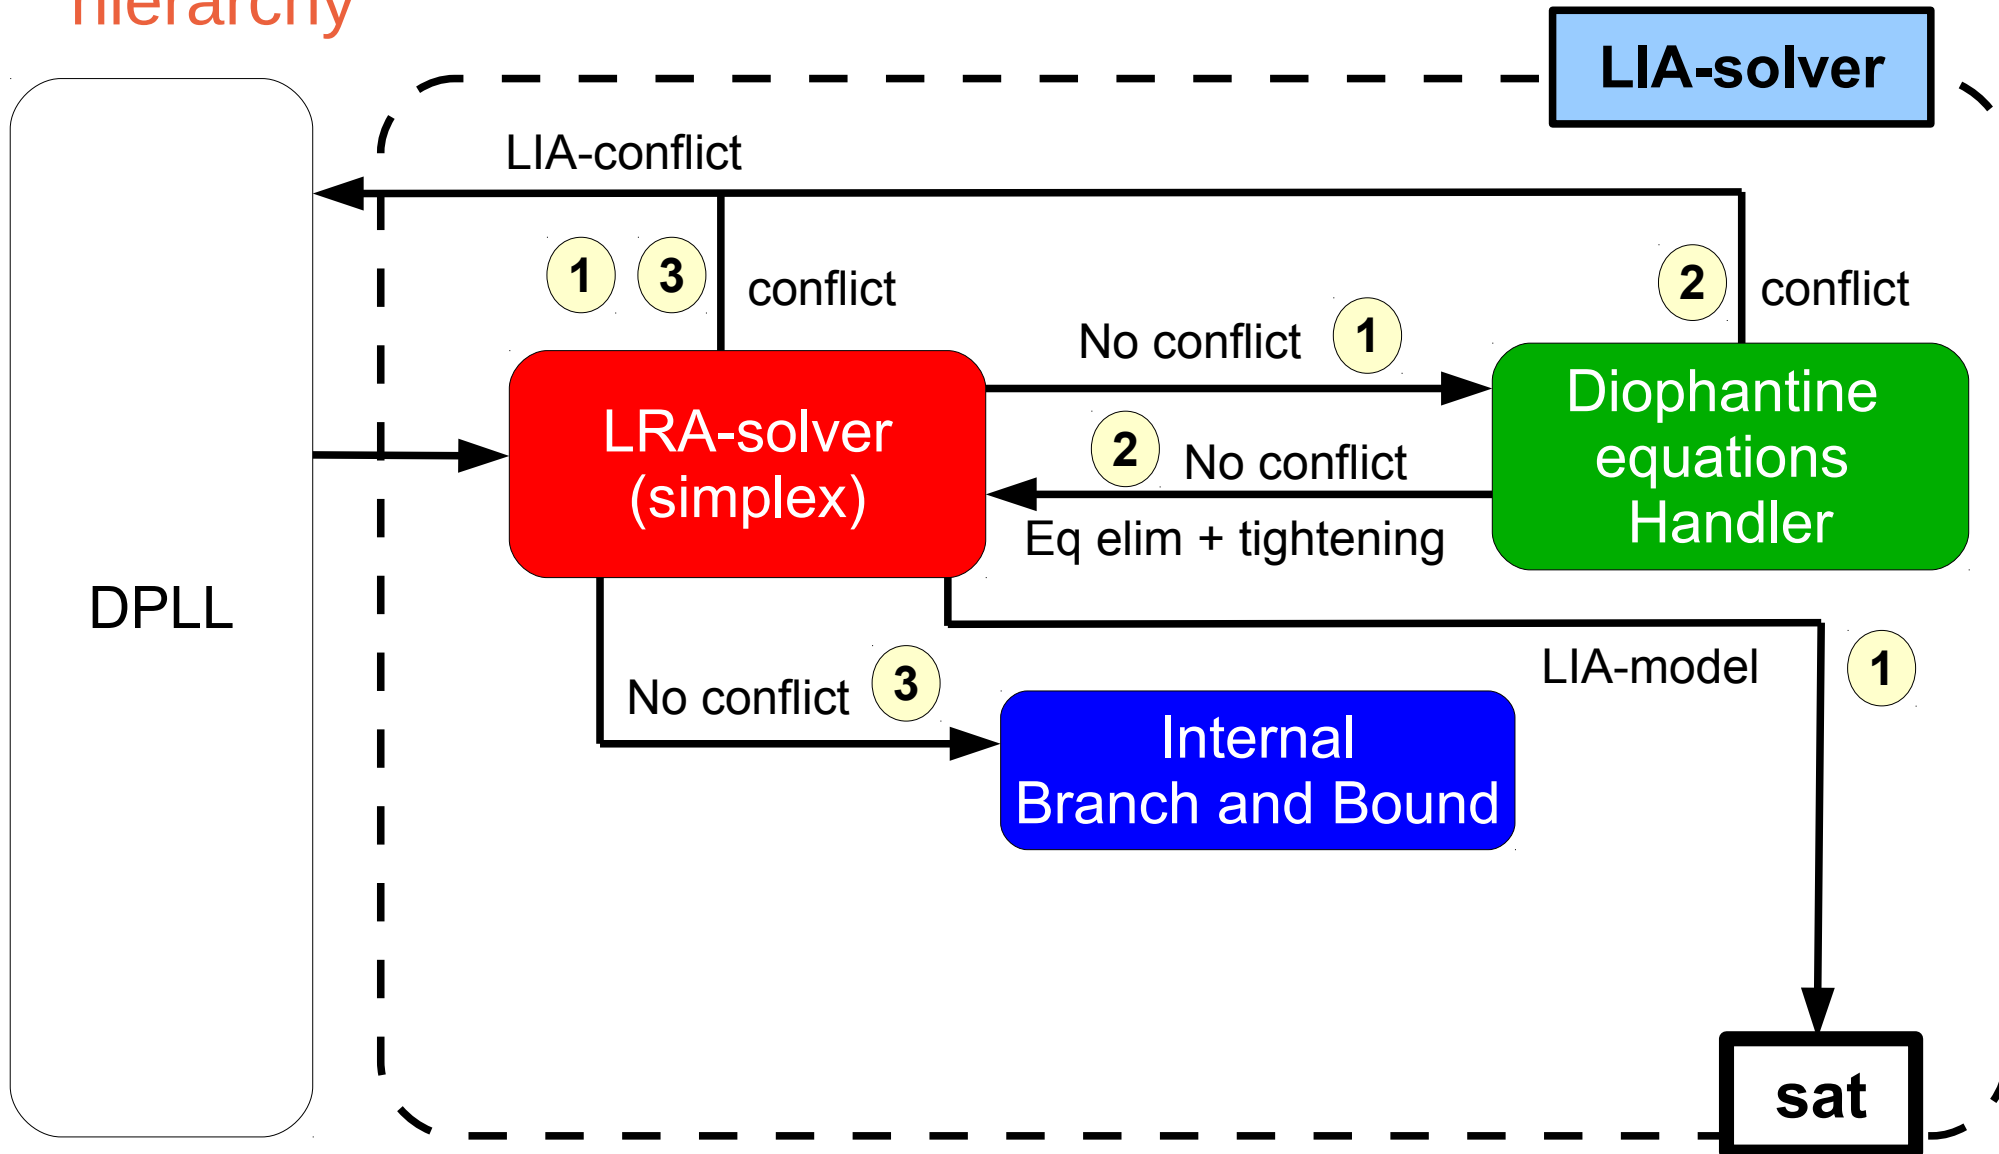 hierarchy
LIA-solver
LIA-conflict
1 3 conflict
2 conflict
No conflict 1
LRA-solver
(simplex)
2 No conflict
Eq elim + tightening
Diophantine
equations
Handler
DPLL
No conflict 3
LIA-model 1
Internal
Branch and Bound
sat